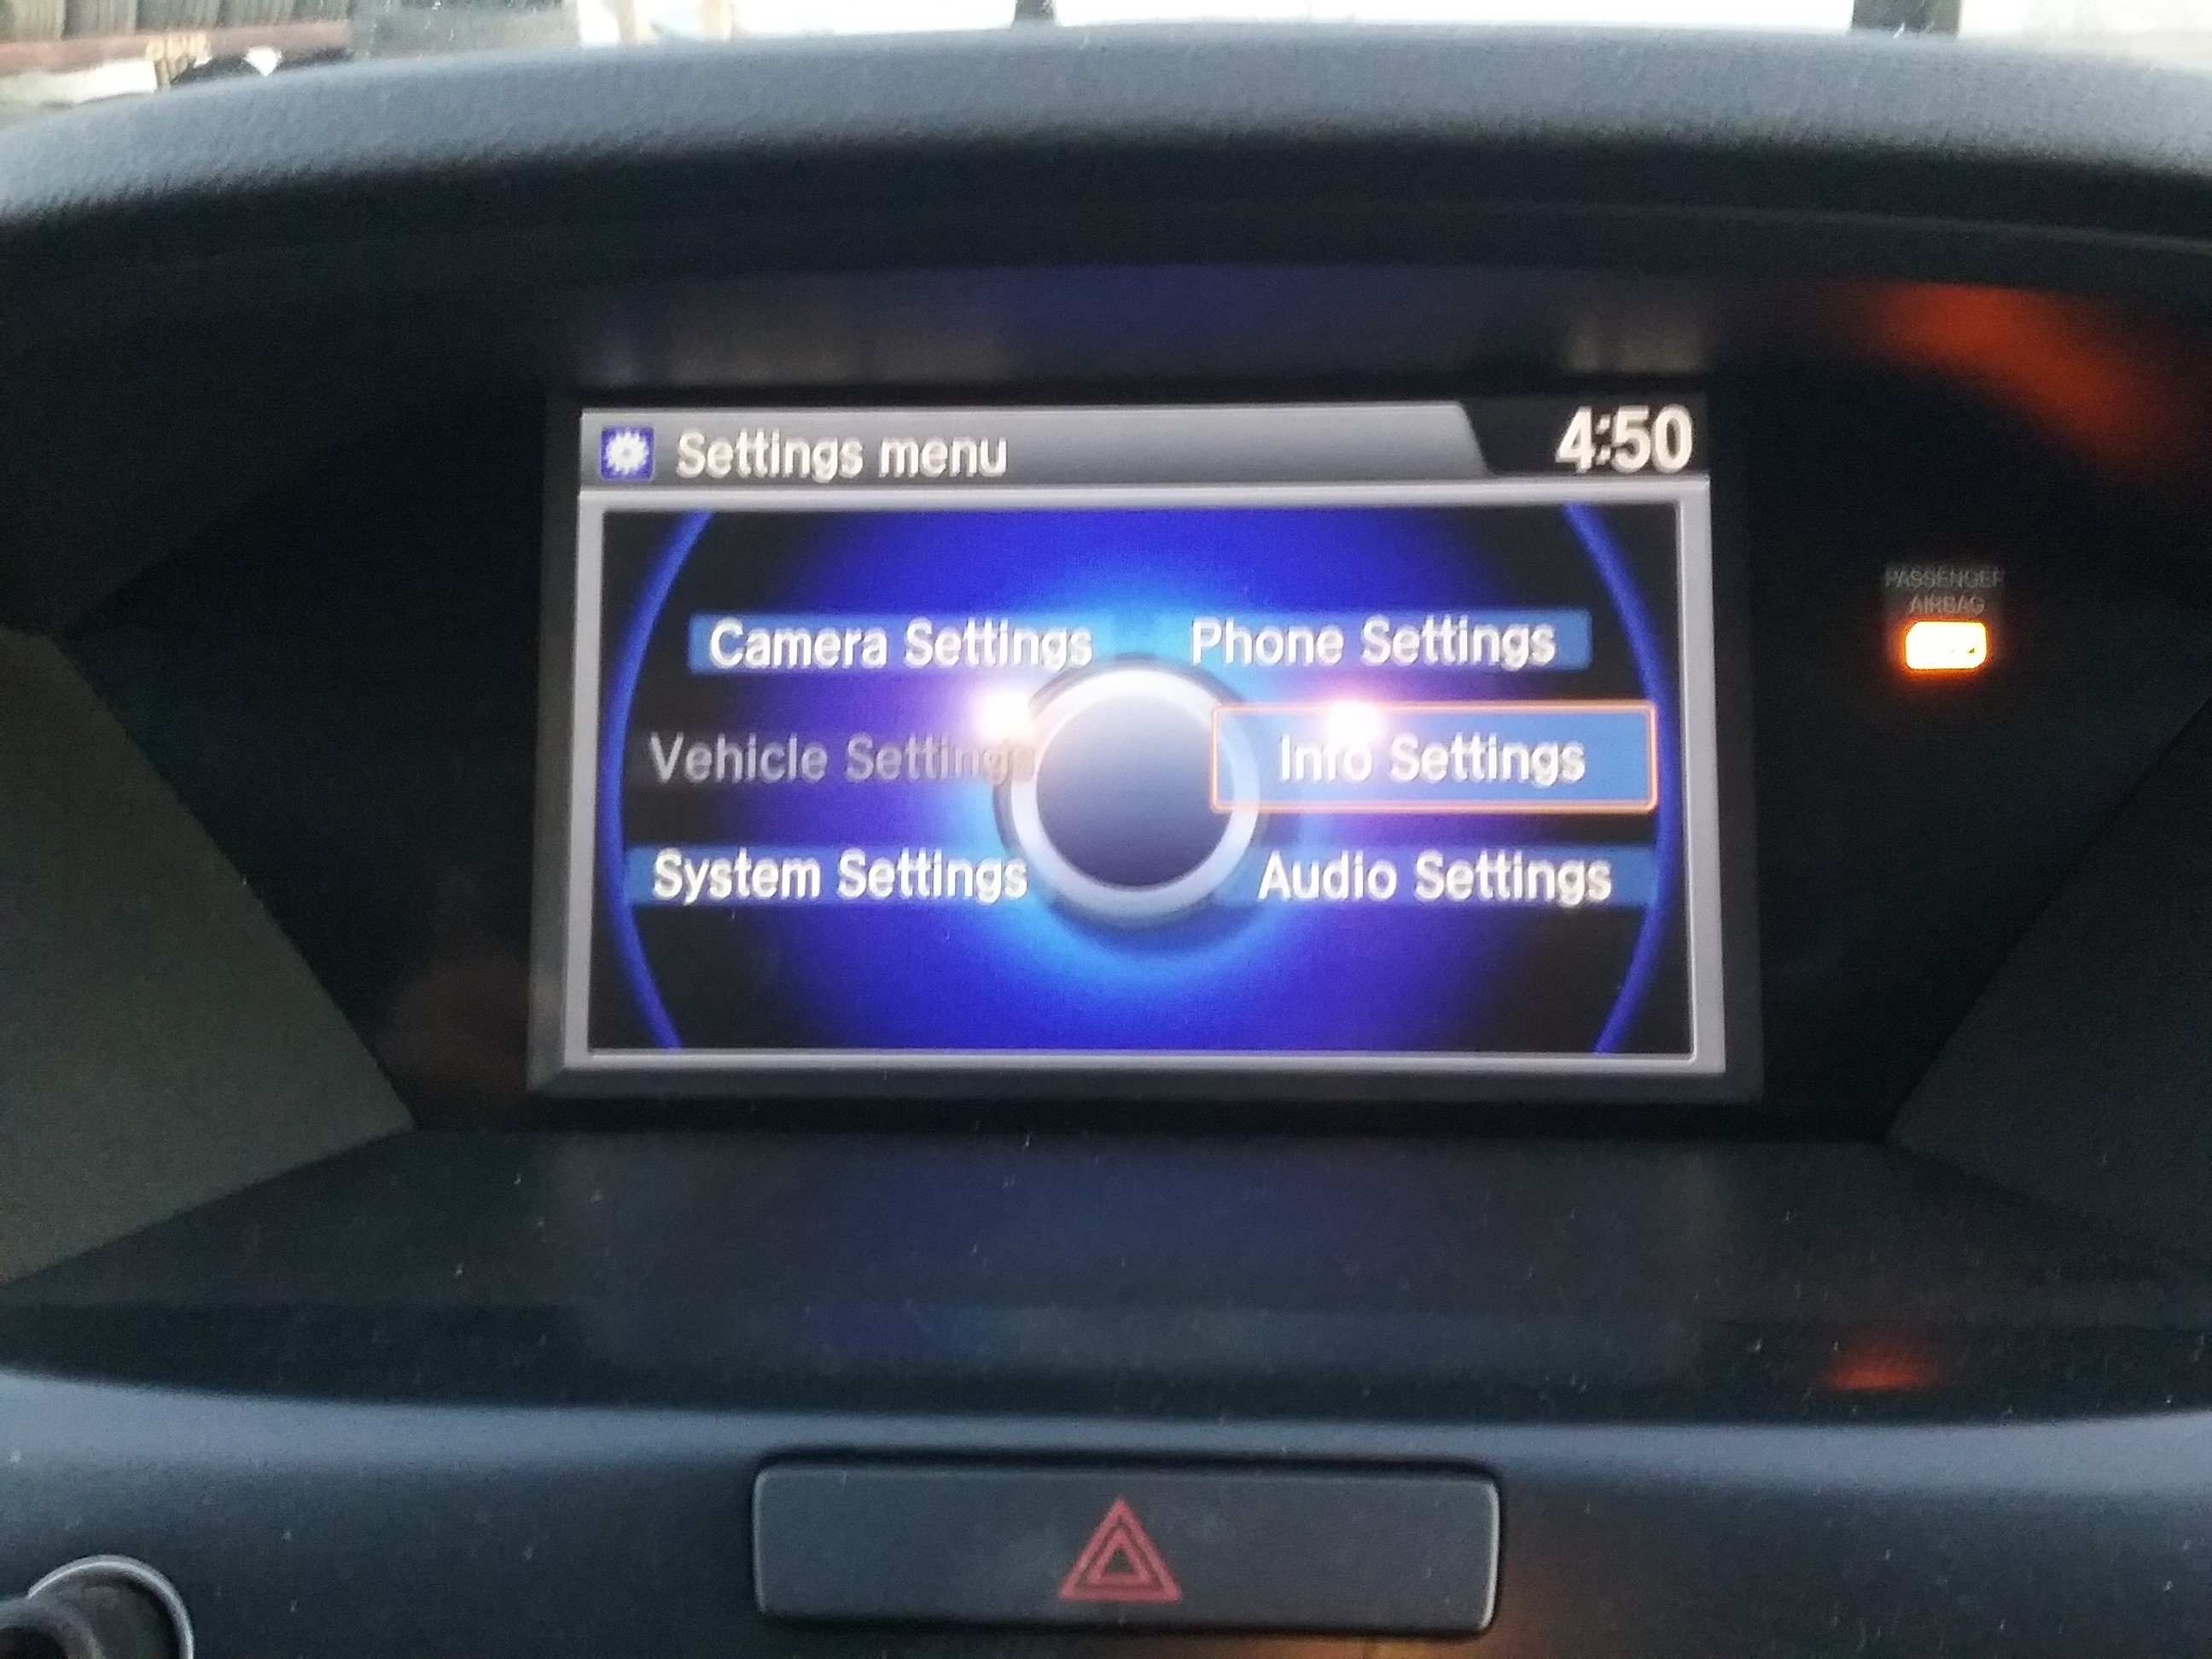 Settings menu
4:50
Camera Settings
Phone Settings
Vehicle Settings
Info Settings
System Settings
Audio Settings
PASSENGER
AIRBAG